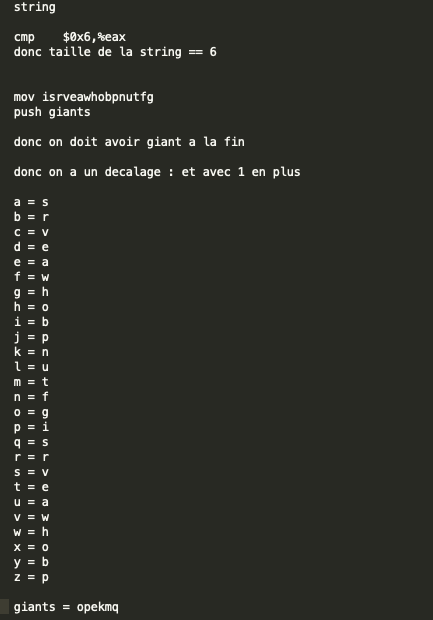 string
cmp $0x6,%eax
donc taille de la string == 6
mov isrveawhobpnutfg
push giants
donc on doit avoir giant a la fin
donc on a un decalage : et avec 1 en plus
a = s
b = r
c = v
d = e
e = a
f = w
g = h
h = o
i = b
j = p
k = n
l = u
m = t
n = f
o = g
p = i
q = s
r = r
s = v
t = e
u = a
v = w
w = h
x = o
y = b
z = p
giants = opekmq